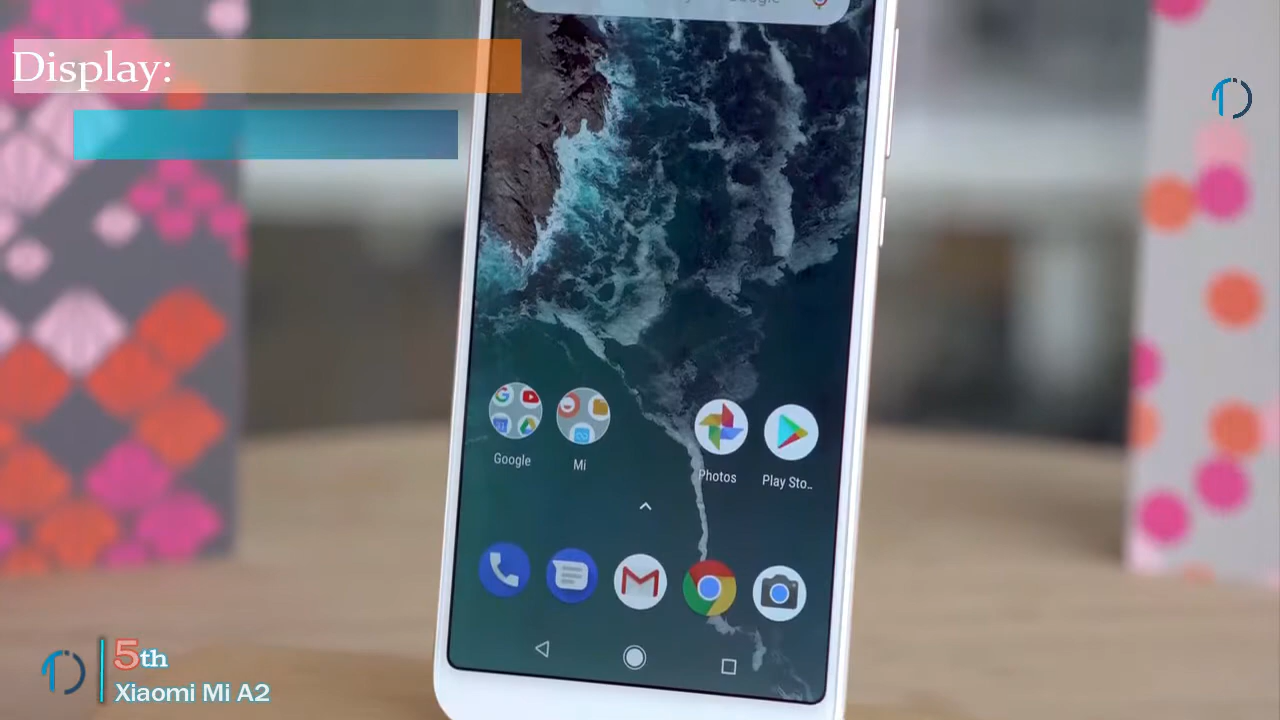 Display:
Google
Mi
Photos
Play Sto..
5th
Xiaomi Mi A2